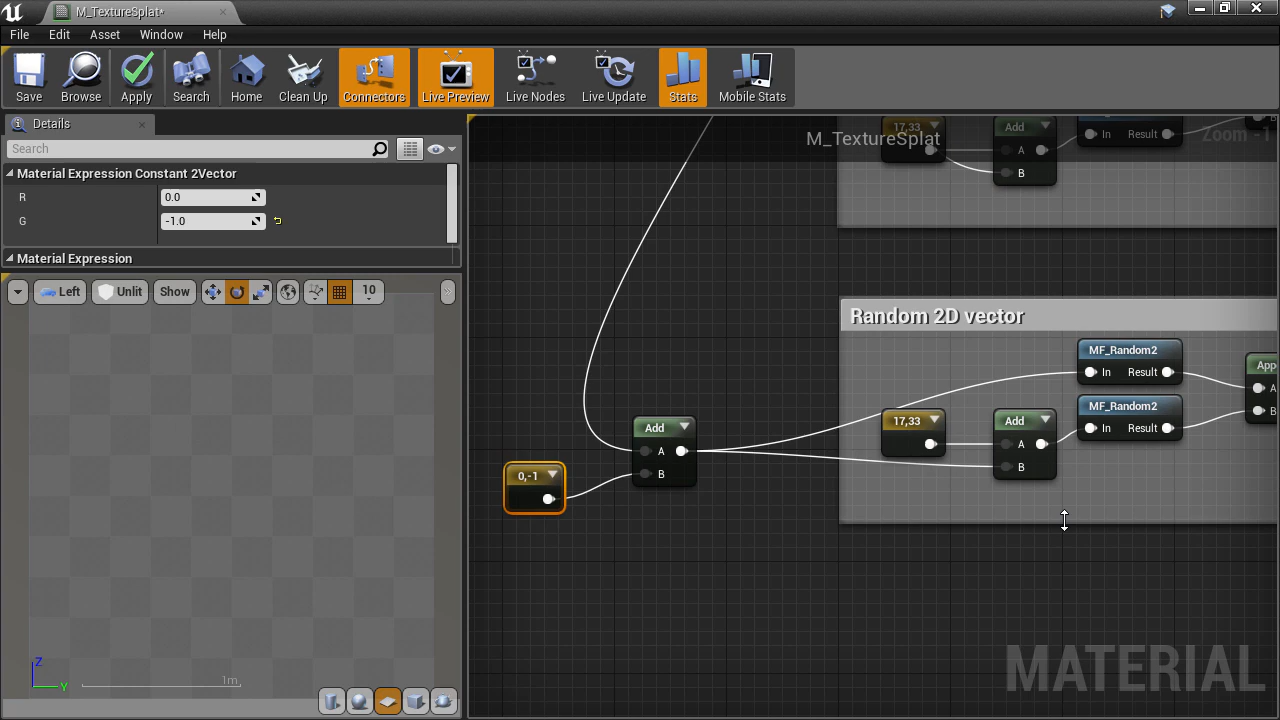 M_TextureSplat*
File Edit Asset Window Help
Save Browse Apply Search Home Clean Up Connectors Live Preview Live Nodes Live Update Stats Mobile Stats
Details
Search
Material Expression Constant 2Vector
R 0.0
G -1.0
Material Expression
Left Unlit Show 10
Z
Y
1m
M_TextureSplat
Zoom -1
17,33
Add
A
B
In Result
Random 2D vector
MF_Random2
In Result
App
A
B
MF_Random2
In Result
17,33
Add
A
B
Add
A
B
0,-1
MATERIAL